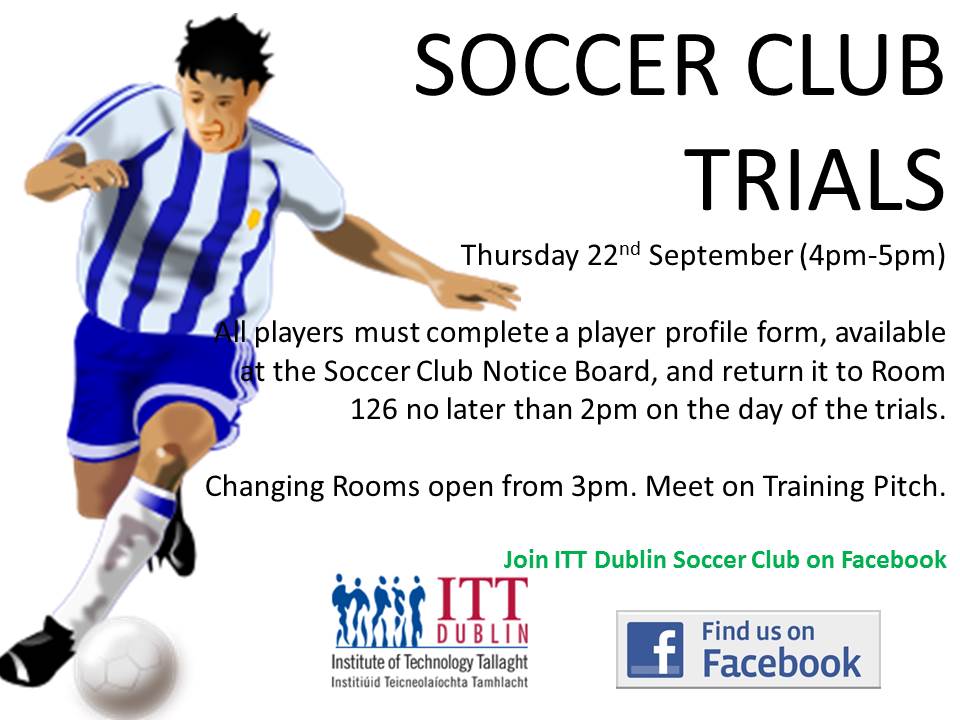 SOCCER CLUB
TRIALS
Thursday 22nd September (4pm-5pm)
All players must complete a player profile form, available
at the Soccer Club Notice Board, and return it to Room
126 no later than 2pm on the day of the trials.
Changing Rooms open from 3pm. Meet on Training Pitch.
Join ITT Dublin Soccer Club on Facebook
ITT
DUBLIN
Institute of Technology Tallaght
Institiúid Teicneolaíochta Tamhlacht
f
Find us on
Facebook